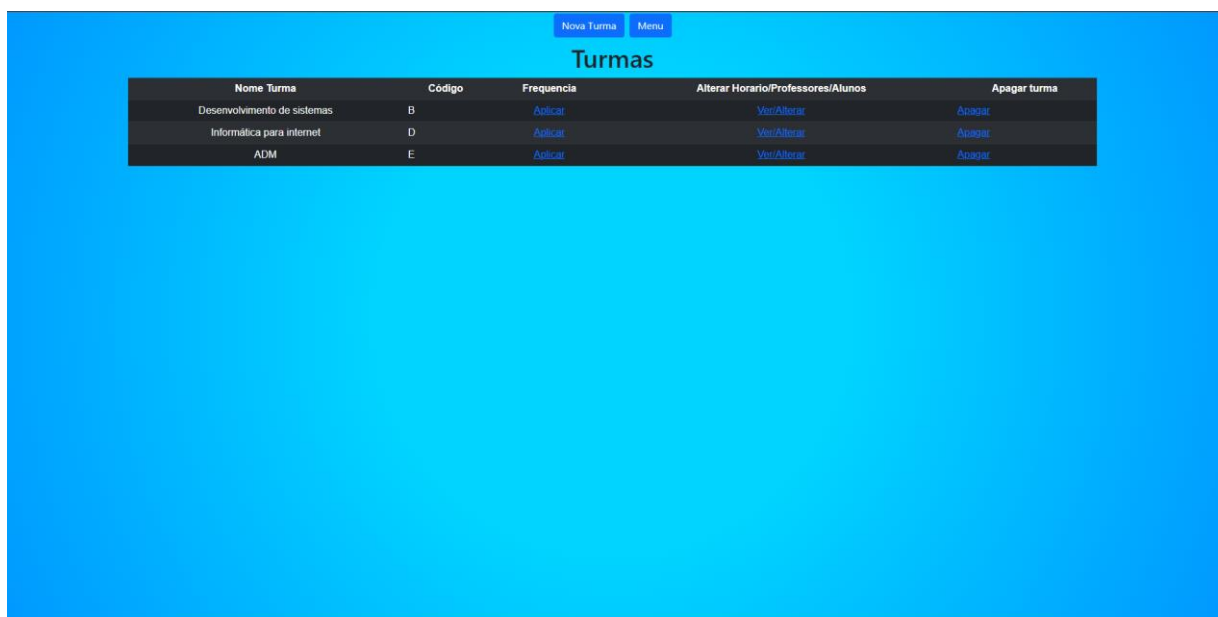 Nova Turma Menu
Turmas
Nome Turma Código Frequencia Alterar Horario/Professores/Alunos Apagar turma
Desenvolvimento de sistemas B Aplicar Ver/Alterar Apagar
Informática para internet D Aplicar Ver/Alterar Apagar
ADM E Aplicar Ver/Alterar Apagar